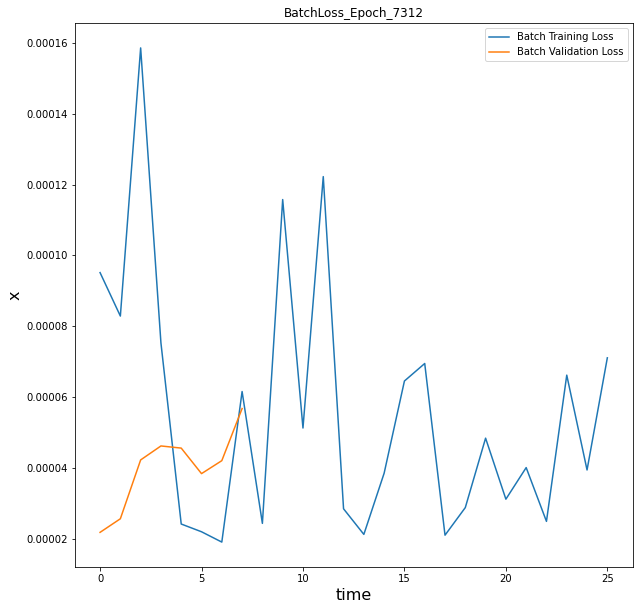 BatchLoss_Epoch_7312
Batch Training Loss
Batch Validation Loss
0.00016
0.00014
0.00012
0.00010
0.00008
0.00006
0.00004
0.00002
x
0 5 10 15 20 25
time